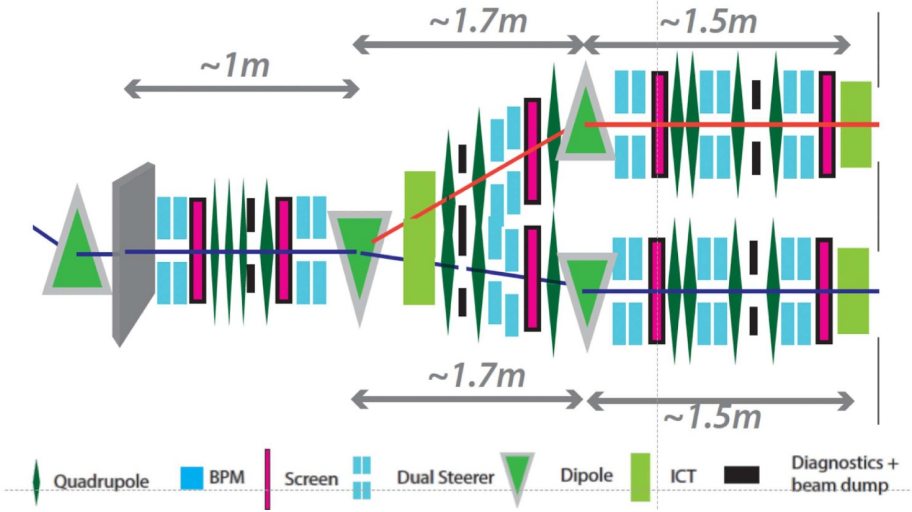 ~1.7m
~1.5m
~1m
~1.7m
~1.5m
Quadrupole
BPM
Screen
Dual Steerer
Dipole
ICT
Diagnostics +
beam dump